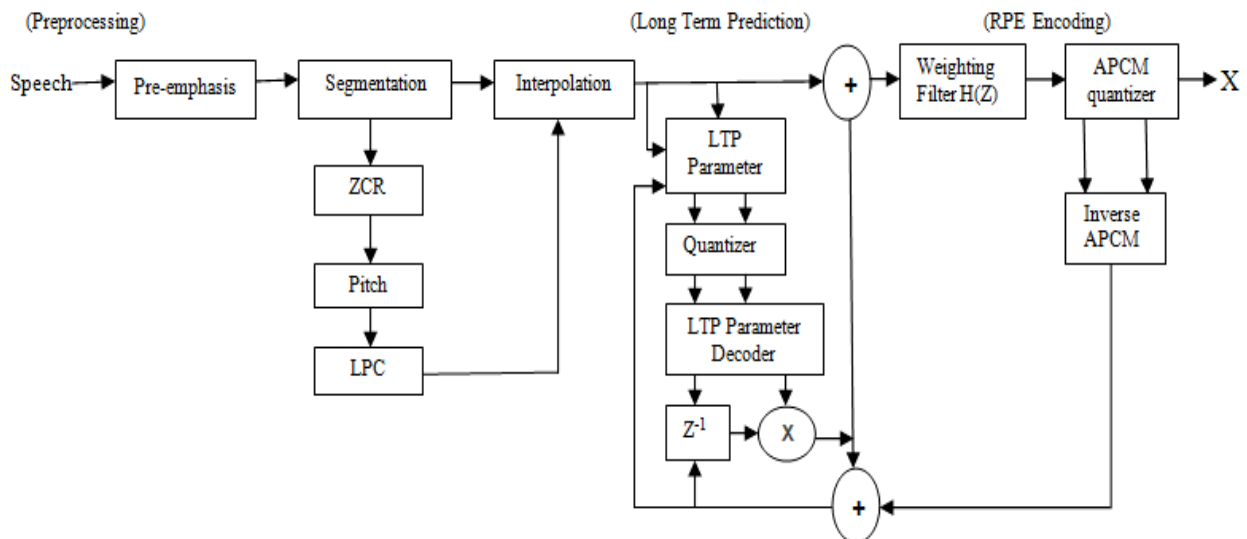 (Preprocessing)
(Long Term Prediction)
(RPE Encoding)
Speech
Pre-emphasis
Segmentation
Interpolation
+
Weighting
Filter H(Z)
APCM
quantizer
X
ZCR
Pitch
LPC
LTP
Parameter
Quantizer
LTP Parameter
Decoder
Z⁻¹
X
Inverse
APCM
+